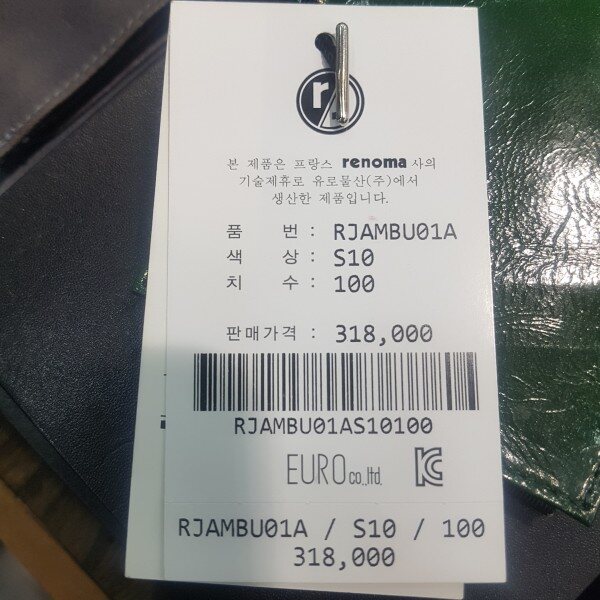 r
본 제품은 프랑스 renoma 사의
기술제휴로 유로물산(주)에서
생산한 제품입니다.
품 번 : RJAMBU01A
색 상 : S10
치 수 : 100
판매가격 : 318,000
RJAMBU01AS10100
EURO co.,ltd.
RJAMBU01A / S10 / 100
318,000